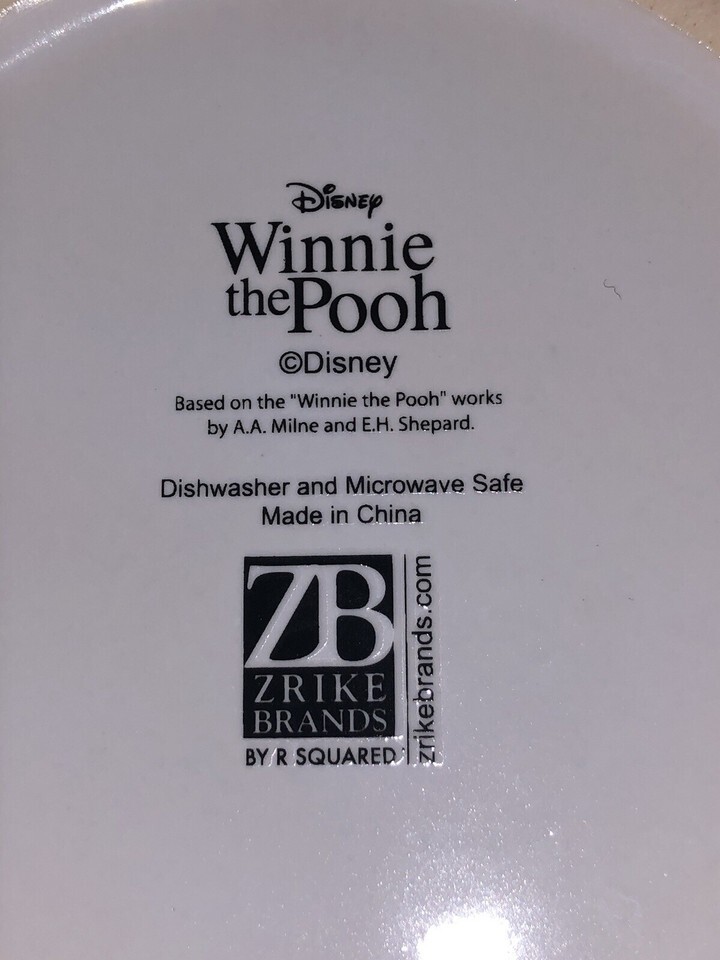 Disney
Winnie
the Pooh
©Disney
Based on the "Winnie the Pooh" works
by A.A. Milne and E.H. Shepard.
Dishwasher and Microwave Safe
Made in China
ZB
ZRIKE
BRANDS
BY R SQUARED
zrikebrands.com